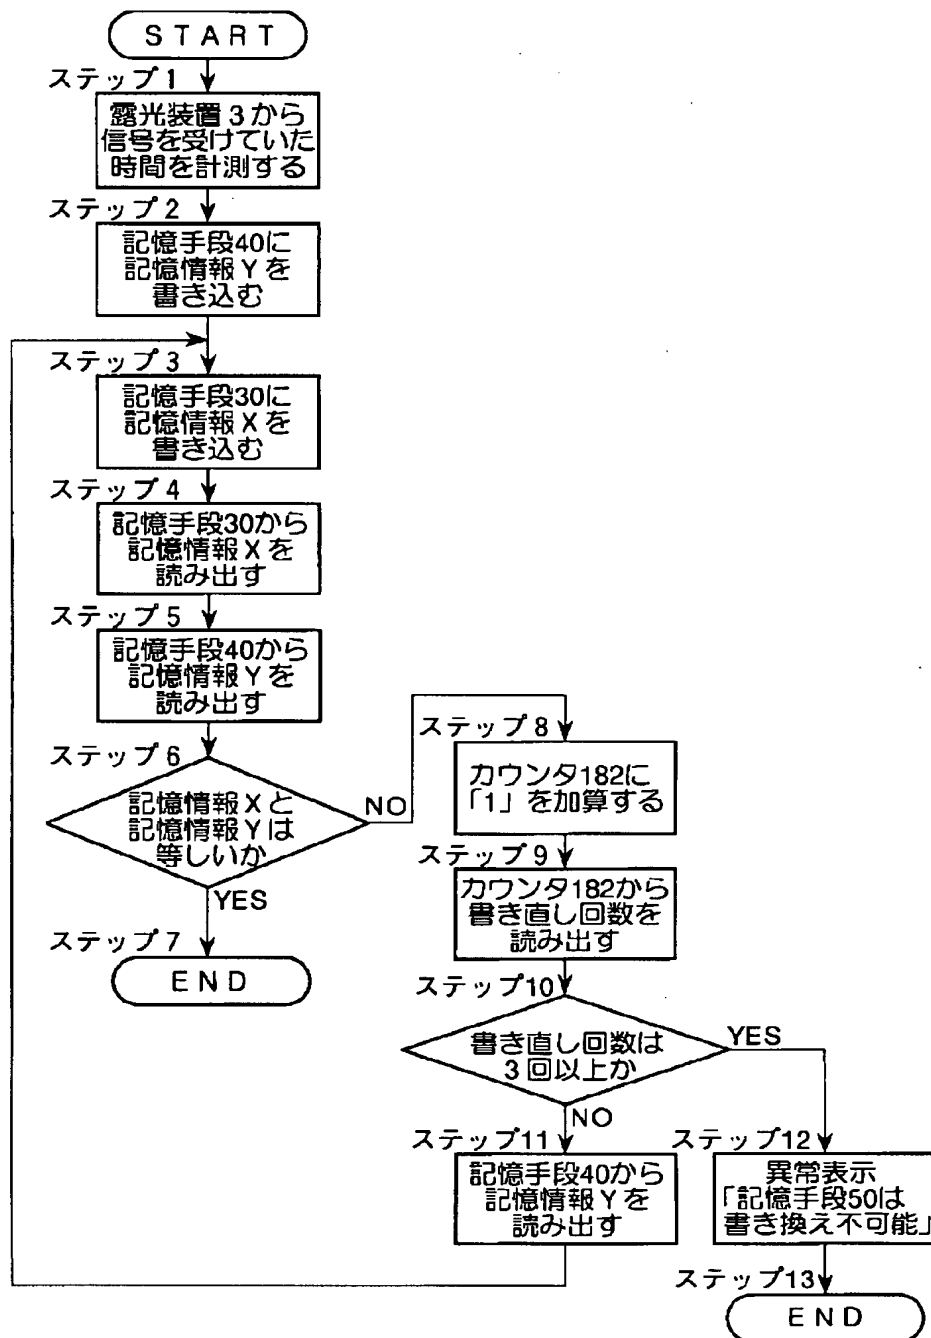 START
ステップ1
露光装置3から
信号を受けていた
時間を計測する
ステップ2
記憶手段40に
記憶情報Yを
書き込む
ステップ3
記憶手段30に
記憶情報Xを
書き込む
ステップ4
記憶手段30から
記憶情報Xを
読み出す
ステップ5
記憶手段40から
記憶情報Yを
読み出す
ステップ6
記憶情報Xと
記憶情報Yは
等しいか
NO
YES
ステップ7
END
ステップ8
カウンタ182に
「1」を加算する
ステップ9
カウンタ182から
書き直し回数を
読み出す
ステップ10
書き直し回数は
3回以上か
YES
NO
ステップ11
記憶手段40から
記憶情報Yを
読み出す
ステップ12
異常表示
「記憶手段50は
書き換え不可能」
ステップ13
END